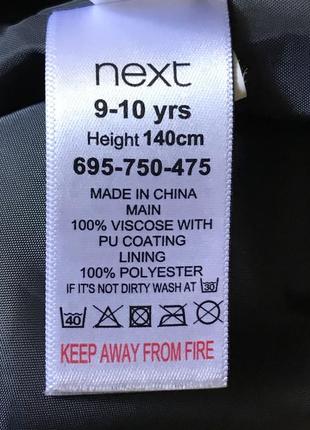 next
9-10 yrs
Height 140cm
695-750-475
MADE IN CHINA
MAIN
100% VISCOSE WITH
PU COATING
LINING
100% POLYESTER
IF IT'S NOT DIRTY WASH AT 30
40
KEEP AWAY FROM FIRE